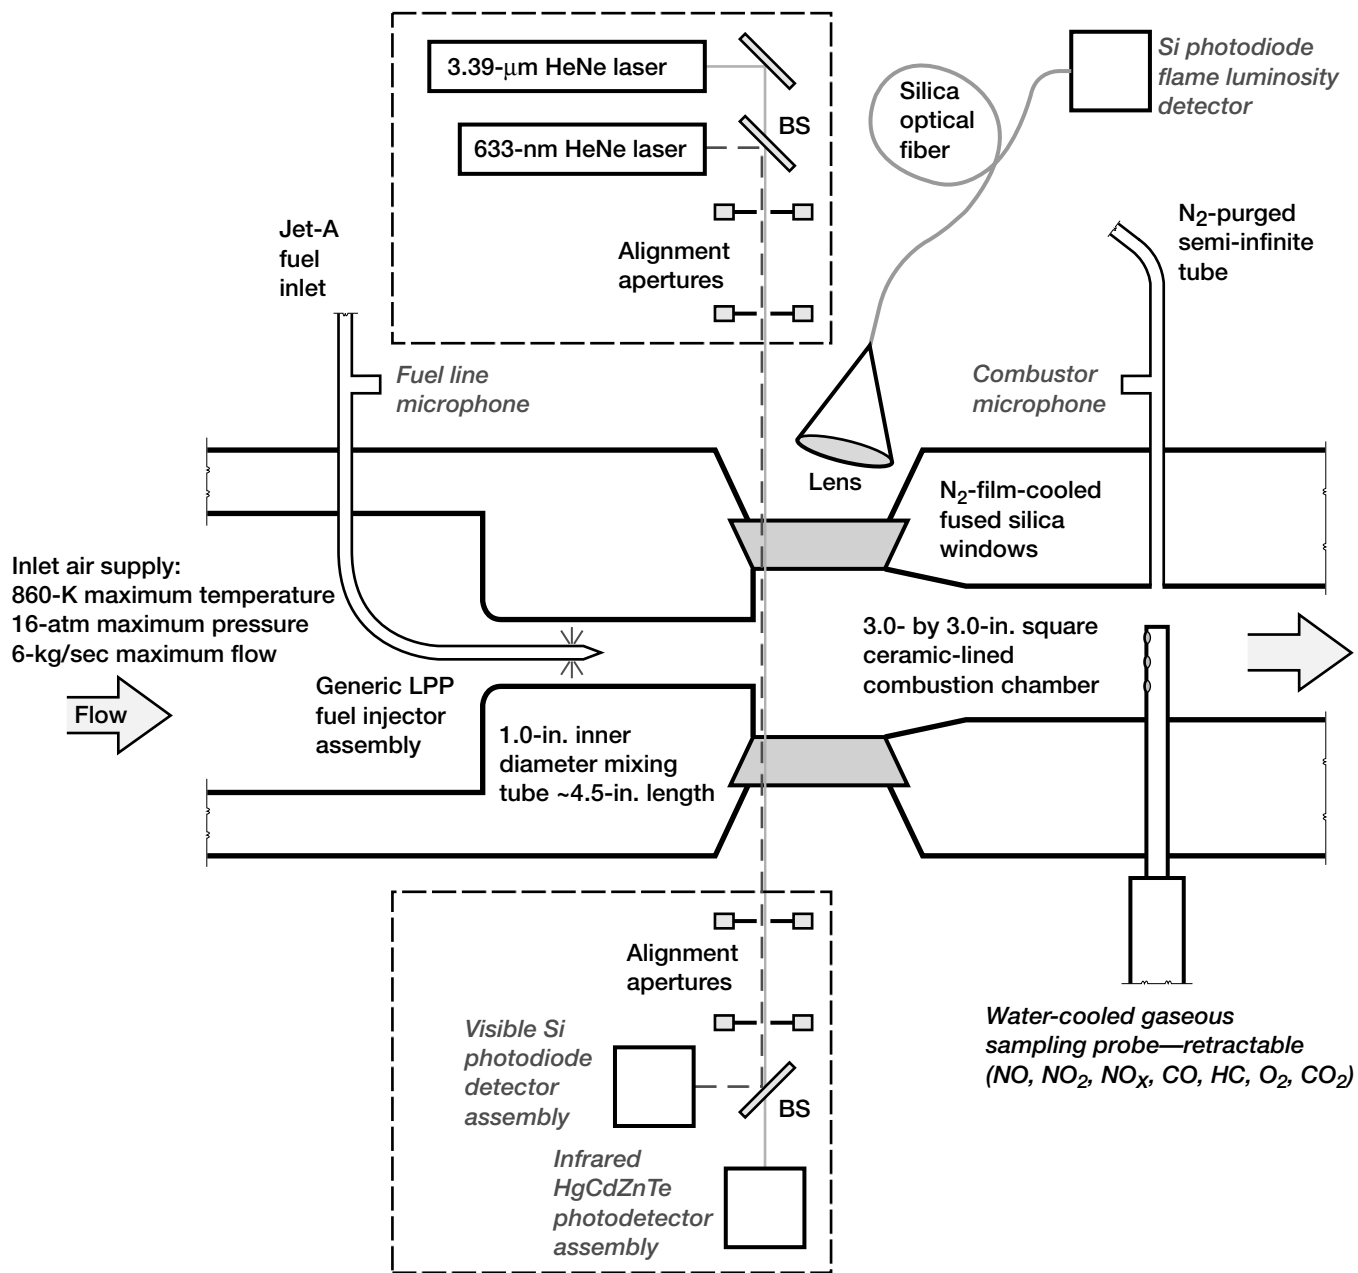 3.39-μm HeNe laser
BS
633-nm HeNe laser
Alignment
apertures
Silica
optical
fiber
Si photodiode
flame luminosity
detector
Jet-A
fuel
inlet
N₂-purged
semi-infinite
tube
Fuel line
microphone
Combustor
microphone
Lens
N₂-film-cooled
fused silica
windows
Inlet air supply:
860-K maximum temperature
16-atm maximum pressure
6-kg/sec maximum flow
Flow
Generic LPP
fuel injector
assembly
1.0-in. inner
diameter mixing
tube ~4.5-in. length
3.0- by 3.0-in. square
ceramic-lined
combustion chamber
Alignment
apertures
Visible Si
photodiode
detector
assembly
BS
Infrared
HgCdZnTe
photodetector
assembly
Water-cooled gaseous
sampling probe—retractable
(NO, NO₂, NOₓ, CO, HC, O₂, CO₂)